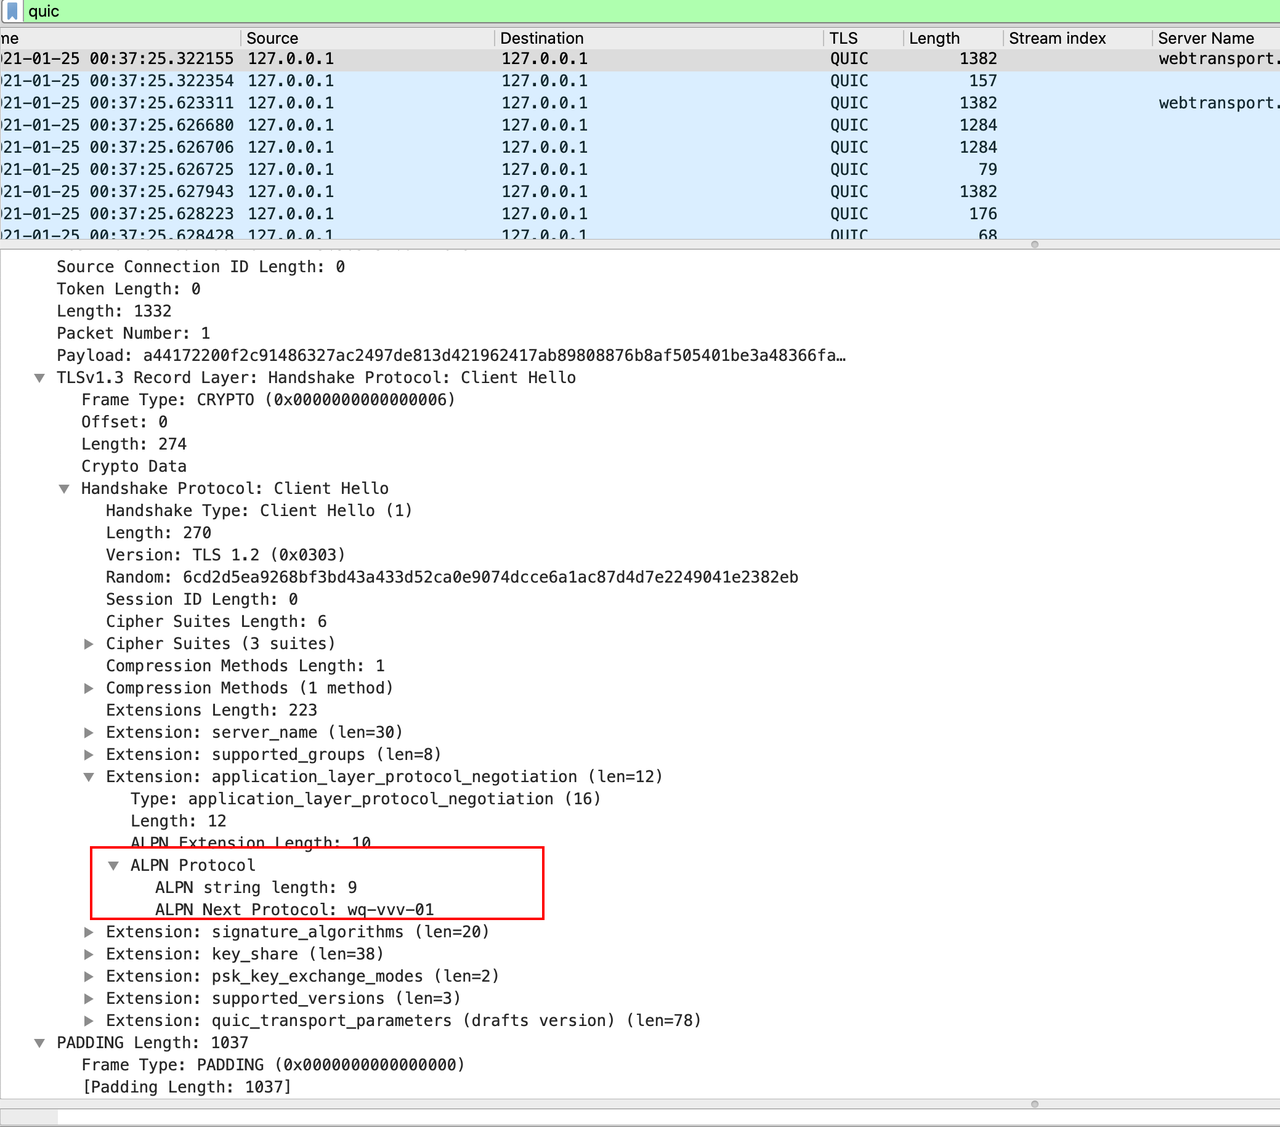 quic
me Source Destination TLS Length Stream index Server Name
21-01-25 00:37:25.322155 127.0.0.1 127.0.0.1 QUIC 1382 webtransport.
21-01-25 00:37:25.322354 127.0.0.1 127.0.0.1 QUIC 157
21-01-25 00:37:25.623311 127.0.0.1 127.0.0.1 QUIC 1382 webtransport.
21-01-25 00:37:25.626680 127.0.0.1 127.0.0.1 QUIC 1284
21-01-25 00:37:25.626706 127.0.0.1 127.0.0.1 QUIC 1284
21-01-25 00:37:25.626725 127.0.0.1 127.0.0.1 QUIC 79
21-01-25 00:37:25.627943 127.0.0.1 127.0.0.1 QUIC 1382
21-01-25 00:37:25.628223 127.0.0.1 127.0.0.1 QUIC 176
21-01-25 00:37:25.628428 127.0.0.1 127.0.0.1 QUIC 68
Source Connection ID Length: 0
Token Length: 0
Length: 1332
Packet Number: 1
Payload: a44172200f2c91486327ac2497de813d421962417ab89808876b8af505401be3a48366fa…
TLSv1.3 Record Layer: Handshake Protocol: Client Hello
Frame Type: CRYPTO (0x0000000000000006)
Offset: 0
Length: 274
Crypto Data
Handshake Protocol: Client Hello
Handshake Type: Client Hello (1)
Length: 270
Version: TLS 1.2 (0x0303)
Random: 6cd2d5ea9268bf3bd43a433d52ca0e9074dcce6a1ac87d4d7e2249041e2382eb
Session ID Length: 0
Cipher Suites Length: 6
Cipher Suites (3 suites)
Compression Methods Length: 1
Compression Methods (1 method)
Extensions Length: 223
Extension: server_name (len=30)
Extension: supported_groups (len=8)
Extension: application_layer_protocol_negotiation (len=12)
Type: application_layer_protocol_negotiation (16)
Length: 12
ALPN Extension Length: 10
ALPN Protocol
ALPN string length: 9
ALPN Next Protocol: wq-vvv-01
Extension: signature_algorithms (len=20)
Extension: key_share (len=38)
Extension: psk_key_exchange_modes (len=2)
Extension: supported_versions (len=3)
Extension: quic_transport_parameters (drafts version) (len=78)
PADDING Length: 1037
Frame Type: PADDING (0x0000000000000000)
[Padding Length: 1037]